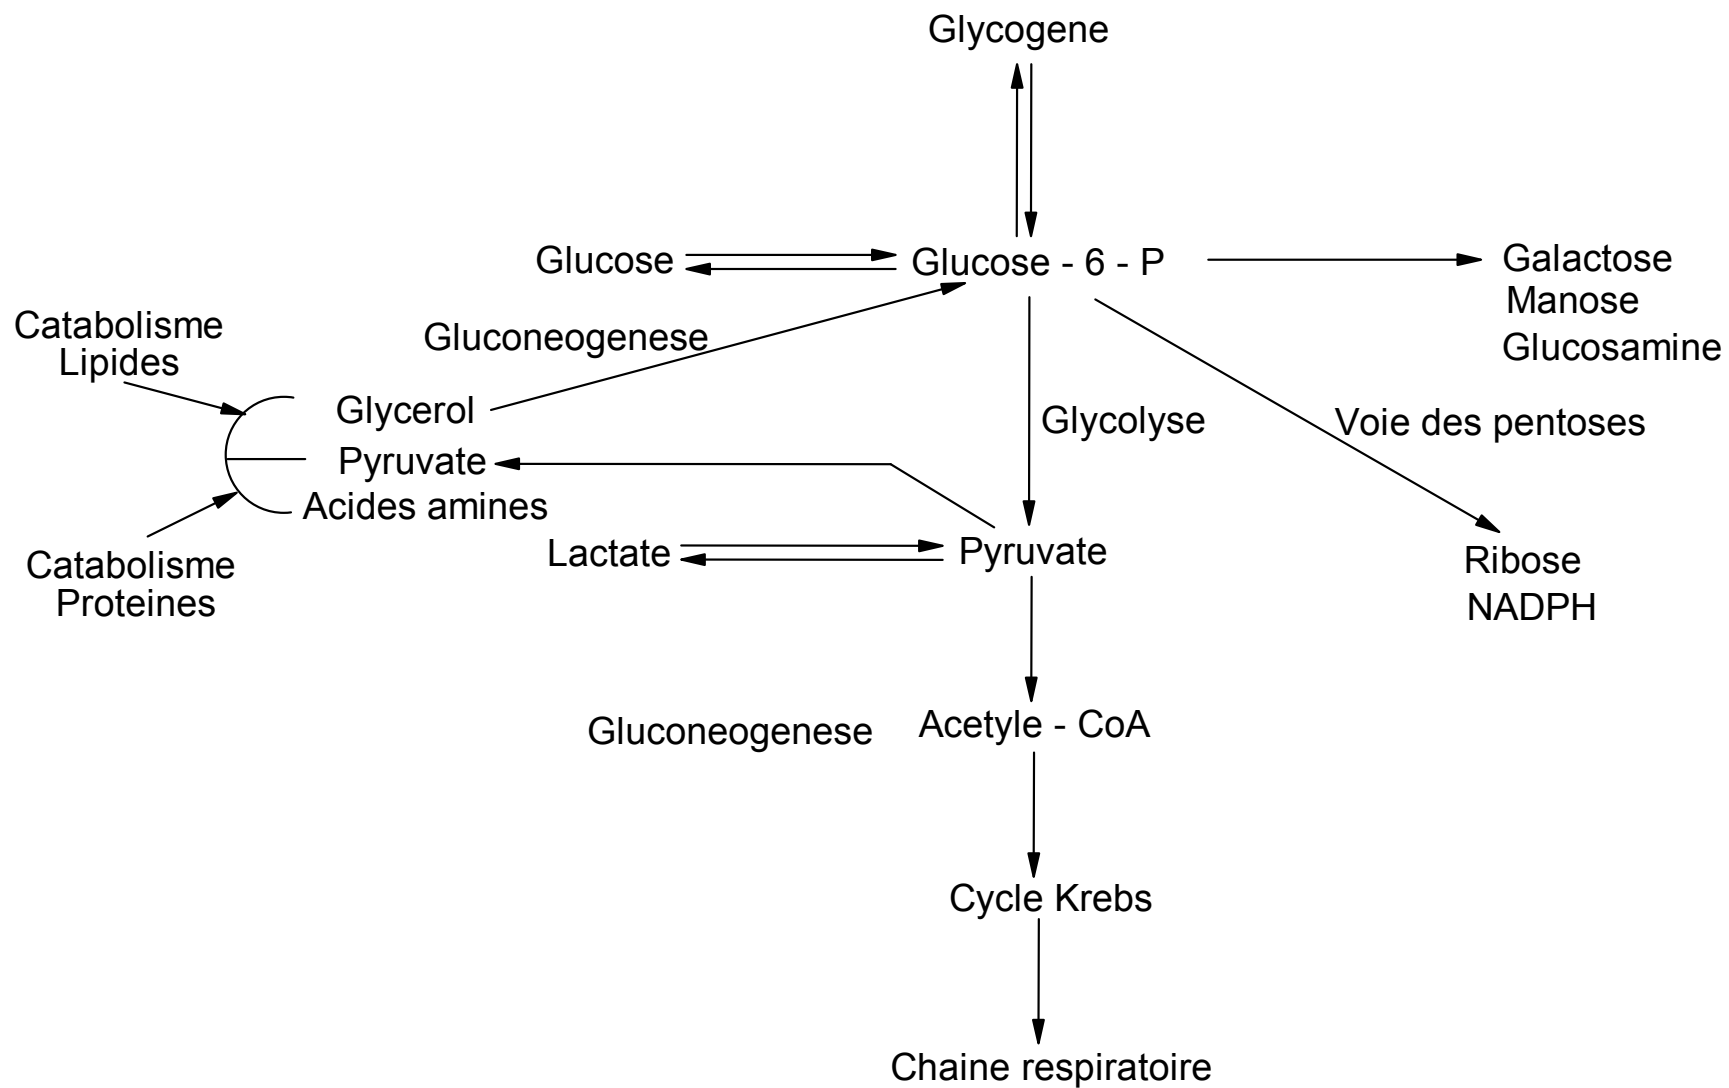 Glycogene
Glucose
Glucose - 6 - P
Galactose
Manose
Glucosamine
Catabolisme
Lipides
Gluconeogenese
Glycerol
Pyruvate
Acides amines
Glycolyse
Voie des pentoses
Catabolisme
Proteines
Lactate
Pyruvate
Ribose
NADPH
Gluconeogenese
Acetyle - CoA
Cycle Krebs
Chaine respiratoire